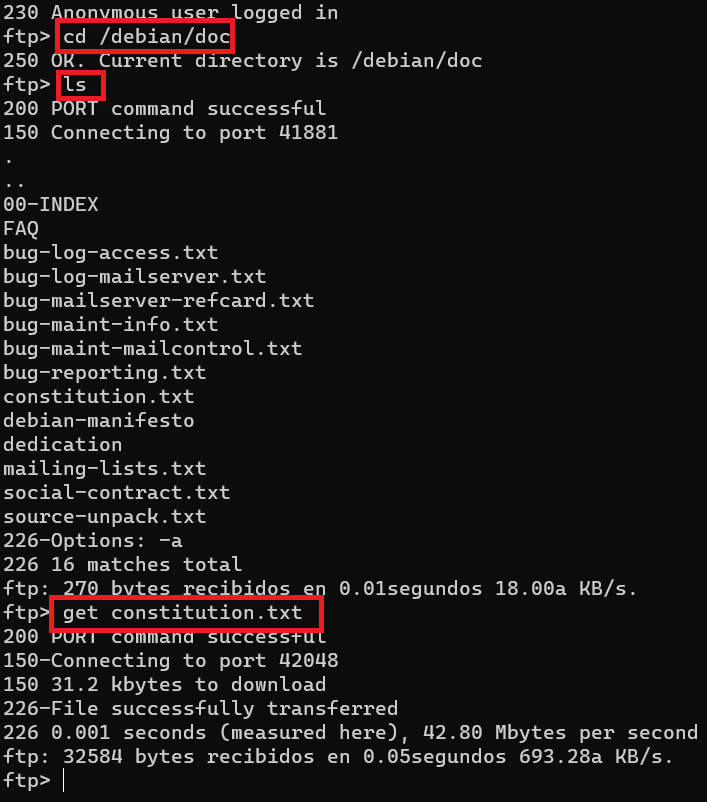 230 Anonymous user logged in
ftp> cd /debian/doc
250 OK. Current directory is /debian/doc
ftp> ls
200 PORT command successful
150 Connecting to port 41881
.
..
00-INDEX
FAQ
bug-log-access.txt
bug-log-mailserver.txt
bug-mailserver-refcard.txt
bug-maint-info.txt
bug-maint-mailcontrol.txt
bug-reporting.txt
constitution.txt
debian-manifesto
dedication
mailing-lists.txt
social-contract.txt
source-unpack.txt
226-Options: -a
226 16 matches total
ftp: 270 bytes recibidos en 0.01segundos 18.00a KB/s.
ftp> get constitution.txt
200 PORT command successful
150-Connecting to port 42048
150 31.2 kbytes to download
226-File successfully transferred
226 0.001 seconds (measured here), 42.80 Mbytes per second
ftp: 32584 bytes recibidos en 0.05segundos 693.28a KB/s.
ftp>